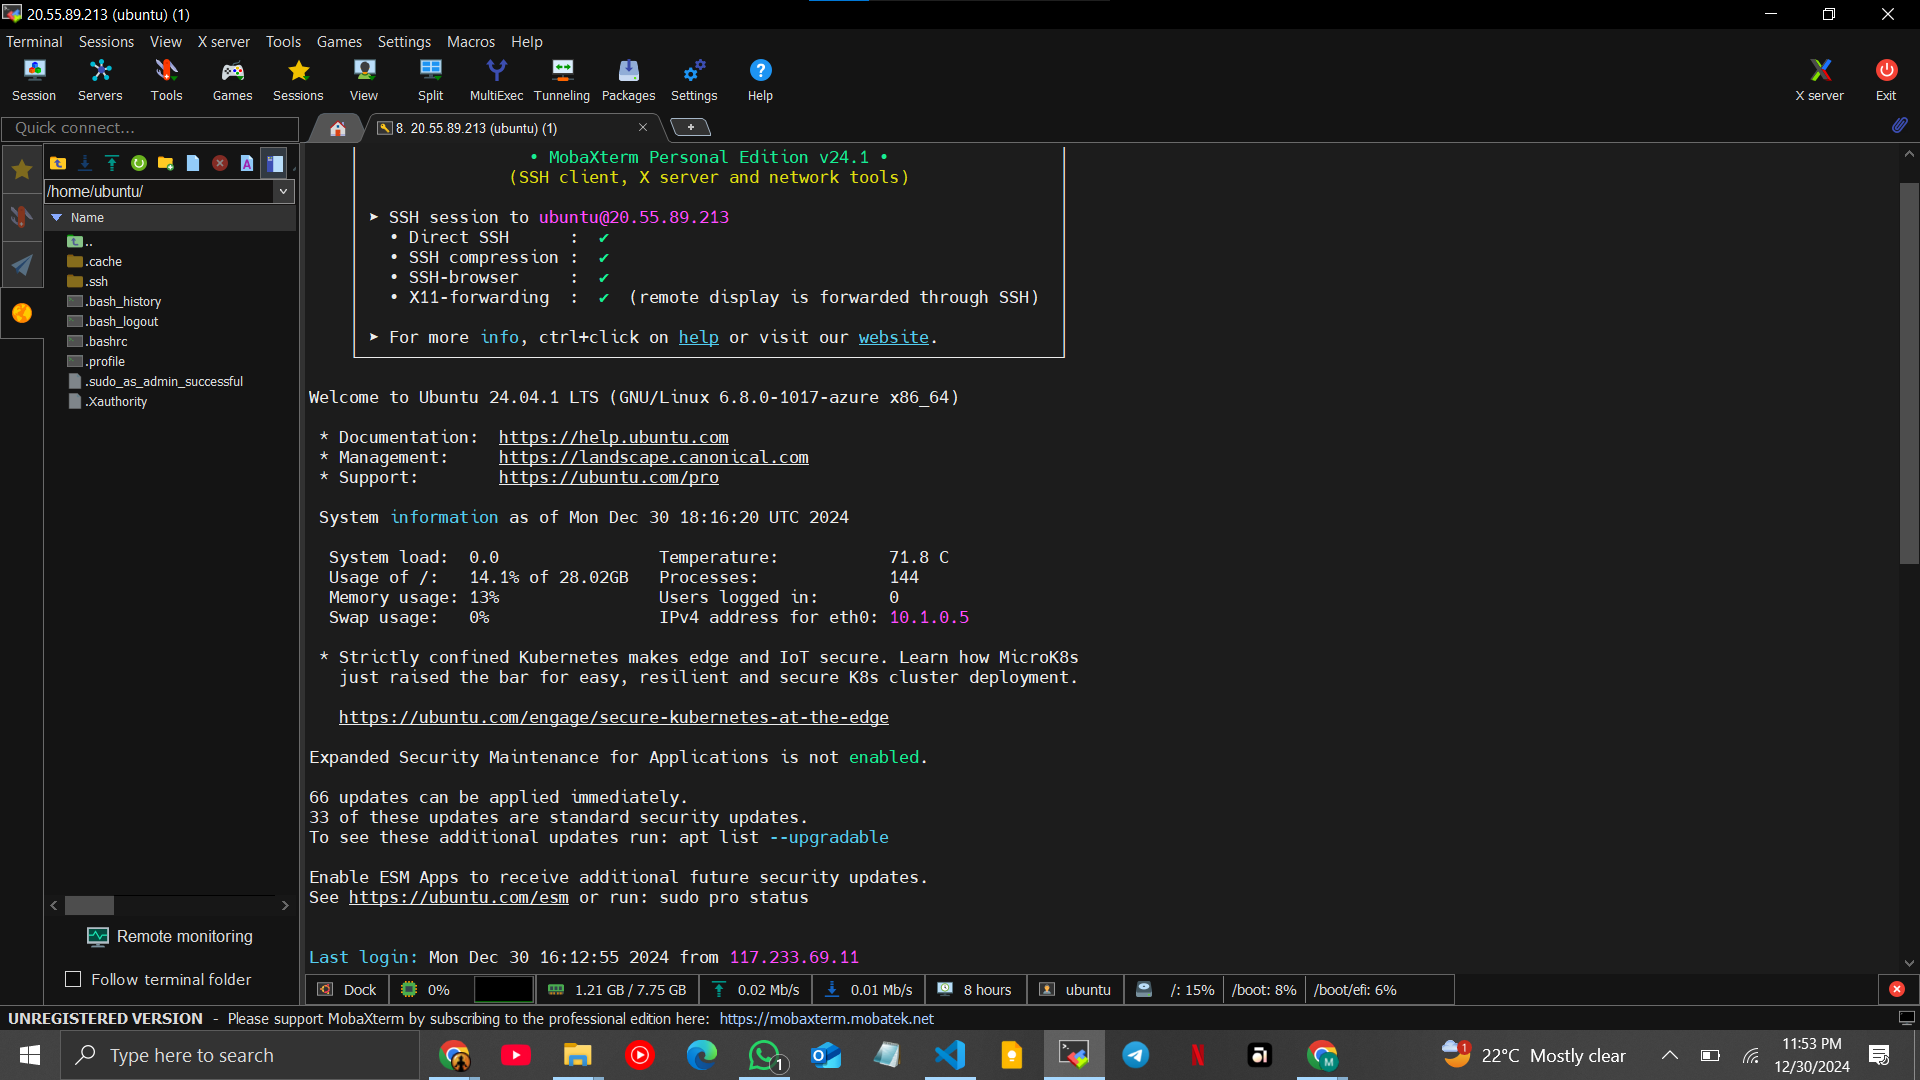 20.55.89.213 (ubuntu) (1)
Terminal Sessions View X server Tools Games Settings Macros Help
Session Servers Tools Games Sessions View Split MultiExec Tunneling Packages Settings Help X server Exit
Quick connect...
8. 20.55.89.213 (ubuntu) (1)
/home/ubuntu/
Name
..
.cache
.ssh
.bash_history
.bash_logout
.bashrc
.profile
.sudo_as_admin_successful
.Xauthority
Remote monitoring
Follow terminal folder
• MobaXterm Personal Edition v24.1 •
(SSH client, X server and network tools)
➤ SSH session to ubuntu@20.55.89.213
• Direct SSH : ✔
• SSH compression : ✔
• SSH-browser : ✔
• X11-forwarding : ✔ (remote display is forwarded through SSH)
➤ For more info, ctrl+click on help or visit our website.
Welcome to Ubuntu 24.04.1 LTS (GNU/Linux 6.8.0-1017-azure x86_64)
* Documentation: https://help.ubuntu.com
* Management: https://landscape.canonical.com
* Support: https://ubuntu.com/pro
System information as of Mon Dec 30 18:16:20 UTC 2024
System load: 0.0 Temperature: 71.8 C
Usage of /: 14.1% of 28.02GB Processes: 144
Memory usage: 13% Users logged in: 0
Swap usage: 0% IPv4 address for eth0: 10.1.0.5
* Strictly confined Kubernetes makes edge and IoT secure. Learn how MicroK8s
just raised the bar for easy, resilient and secure K8s cluster deployment.
https://ubuntu.com/engage/secure-kubernetes-at-the-edge
Expanded Security Maintenance for Applications is not enabled.
66 updates can be applied immediately.
33 of these updates are standard security updates.
To see these additional updates run: apt list --upgradable
Enable ESM Apps to receive additional future security updates.
See https://ubuntu.com/esm or run: sudo pro status
Last login: Mon Dec 30 16:12:55 2024 from 117.233.69.11
Dock 0% 1.21 GB / 7.75 GB 0.02 Mb/s 0.01 Mb/s 8 hours ubuntu /: 15% /boot: 8% /boot/efi: 6%
UNREGISTERED VERSION - Please support MobaXterm by subscribing to the professional edition here: https://mobaxterm.mobatek.net
Type here to search
1
1
22°C Mostly clear
11:53 PM
12/30/2024